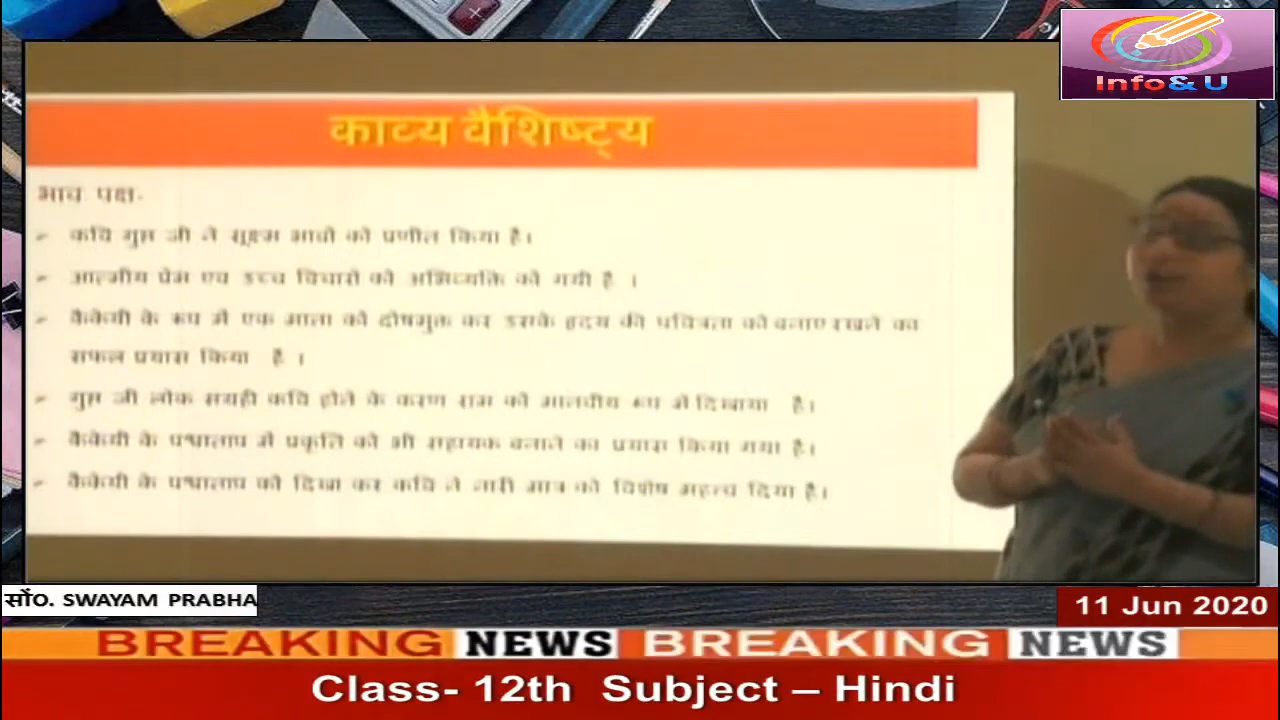 Info& U
काव्य वैशिष्ट्य
भाव पक्ष-
कवि गुप्त जी ने सूक्ष्म भावों को प्रणीत किया है।
आत्मीय प्रेम एवं उच्च विचारों को अभिव्यक्ति की गयी है ।
कैकेयी के रूप में एक माता को दोषमुक्त कर उसके हृदय की पवित्रता को बनाए रखने का
सफल प्रयास किया है ।
गुप्त जी लोक संग्रही कवि होने के करण राम को मानवीय रूप में दिखाया है।
कैकेयी के पश्चाताप में प्रकृति को भी सहायक बनाने का प्रयास किया गया है।
कैकेयी के पश्चाताप को दिखा कर कवि ने नारी मात्र को विशेष महत्त्व दिया है।
SWAYAM PRABHA
11 Jun 2020
BREAKING NEWS BREAKING NEWS
Class- 12th Subject – Hindi